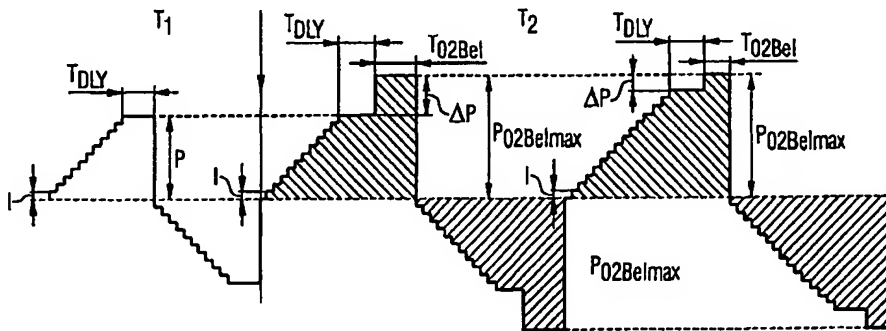 T1
TDLY
T2
TDLY
TDLY
TO2Bel
TO2Bel
ΔP
ΔP
P
PO2Belmax
PO2Belmax
I
I
I
PO2Belmax